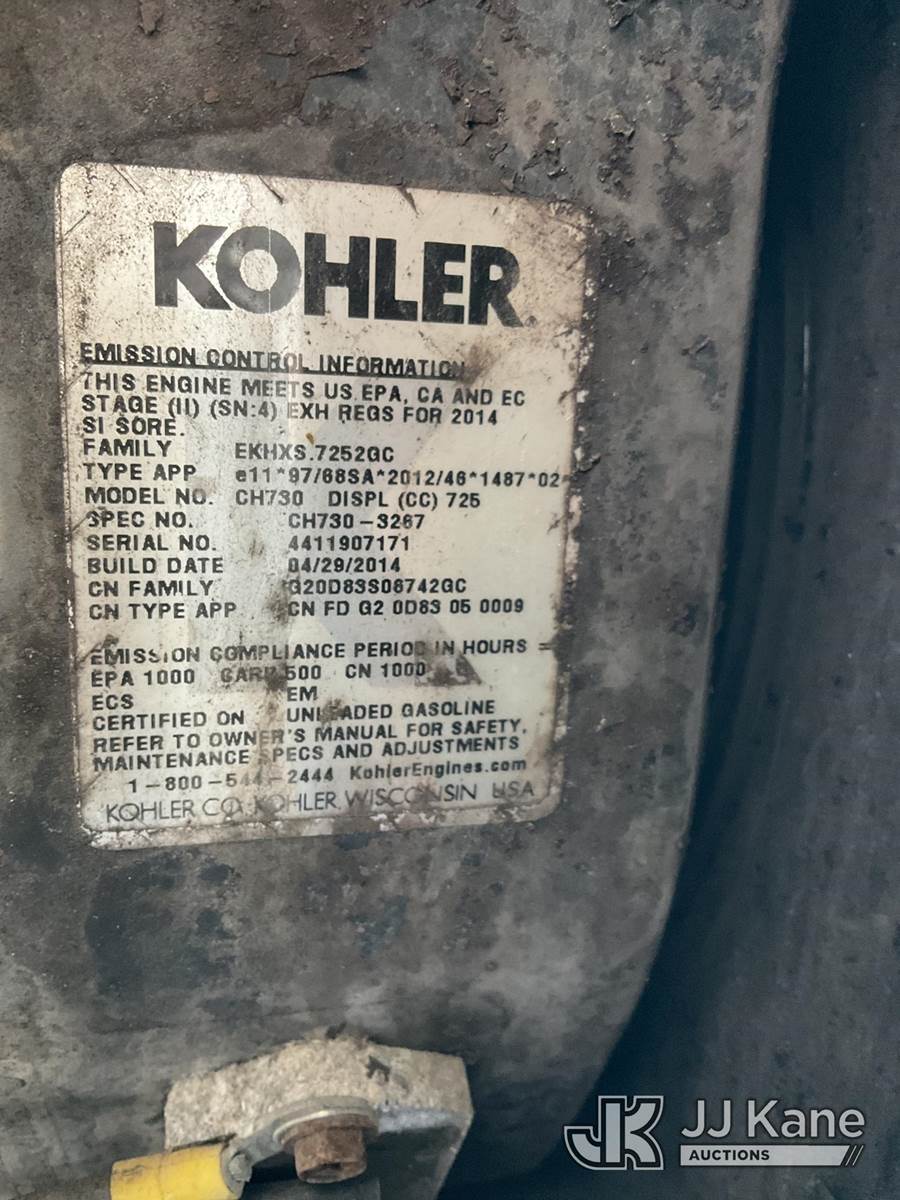 KOHLER
EMISSION CONTROL INFORMATION
THIS ENGINE MEETS US EPA, CA AND EC
STAGE (II) (SN:4) EXH REGS FOR 2014
SI SORE.
FAMILY EKHXS.7252GC
TYPE APP e11*97/68SA*2012/46*1487*02
MODEL NO. CH730 DISPL (CC) 725
SPEC NO. CH730-3267
SERIAL NO. 4411907171
BUILD DATE 04/29/2014
CN FAMILY G20D83S08742GC
CN TYPE APP CN FD G2 0D83 05 0009
EMISSION COMPLIANCE PERIOD IN HOURS =
EPA 1000 CARB 500 CN 1000
ECS EM
CERTIFIED ON UNLEADED GASOLINE
REFER TO OWNER'S MANUAL FOR SAFETY,
MAINTENANCE SPECS AND ADJUSTMENTS
1-800-544-2444 KohlerEngines.com
KOHLER CO. KOHLER, WISCONSIN USA
JK JJ Kane
AUCTIONS